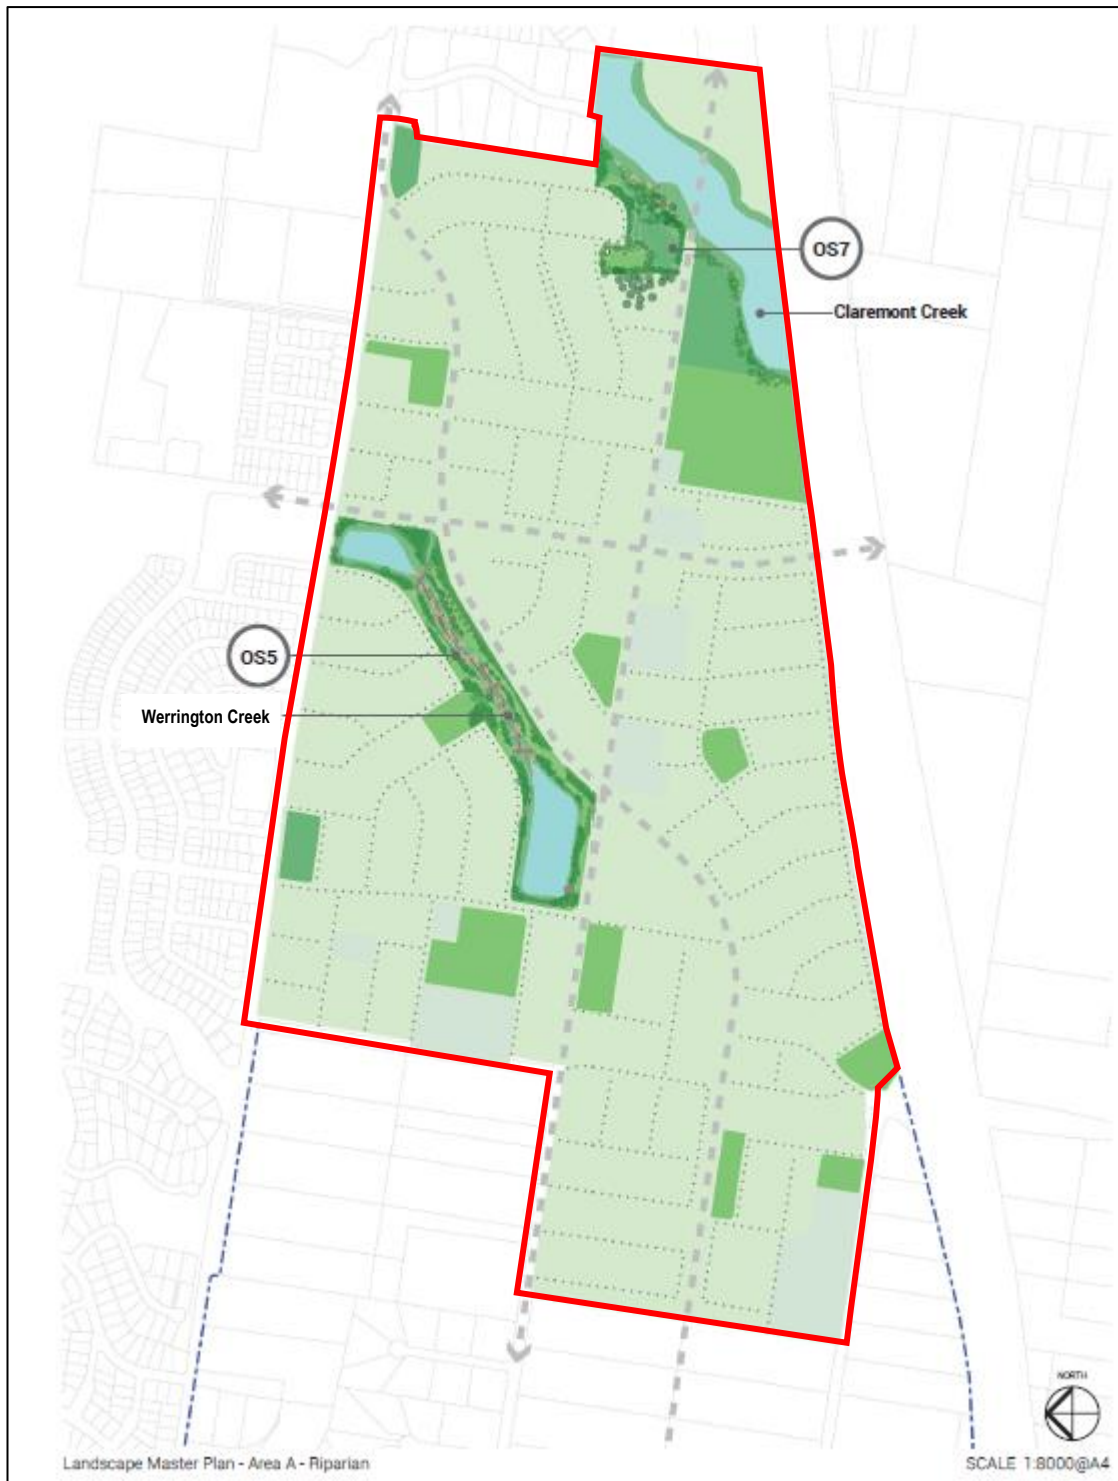 OS7
Claremont Creek
OS5
Werrington Creek
NORTH
Landscape Master Plan - Area A - Riparian
SCALE 1:8000@A4